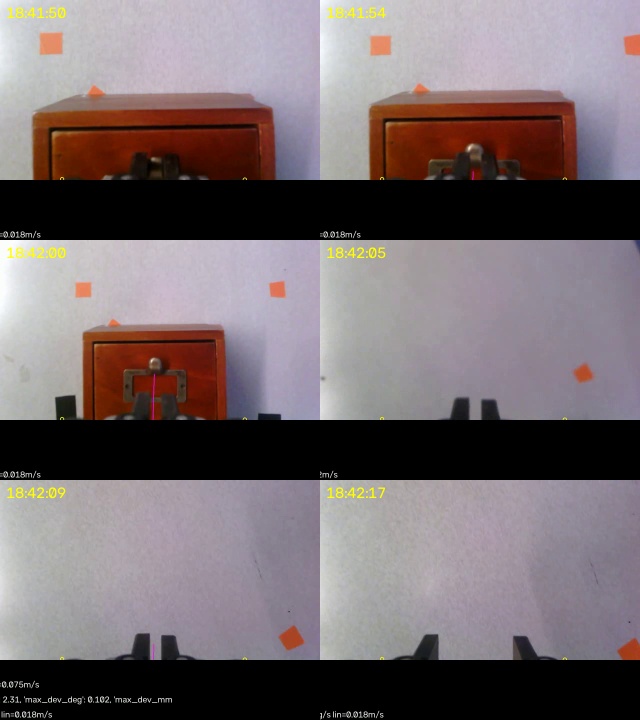 18:41:50
18:41:54
=0.018m/s
=0.018m/s
18:42:00
18:42:05
=0.018m/s
m/s
18:42:09
18:42:17
=0.075m/s
2.31, 'max_dev_deg': 0.102, 'max_dev_mm
lin=0.018m/s
g/s lin=0.018m/s